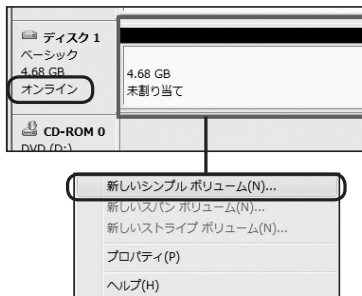 ディスク 1
ベーシック
4.68 GB
オンライン
4.68 GB
未割り当て
CD-ROM 0
DVD (D:)
新しいシンプル ボリューム(N)...
新しいスパン ボリューム(N)...
新しいストライプ ボリューム(N)...
プロパティ(P)
ヘルプ(H)